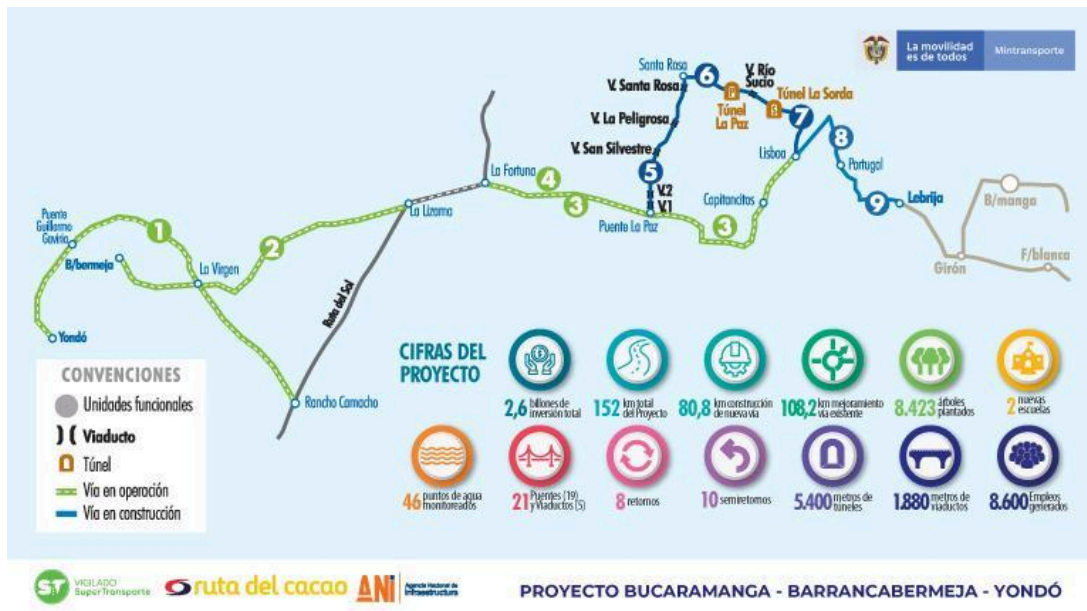 La movilidad
es de todos
Mintransporte
Santa Rosa
6
V. Río
Sucio
V. Santa Rosa
Túnel
La Paz
Túnel La Sorda
V. La Peligrosa
7
8
V. San Silvestre
Lisboa
Portugal
La Fortuna
4
5
V.2
V.1
3
Capitancitos
9
Lebrija
B/manga
Puente La Paz
3
La Lizama
Puente
Guillermo
Gaviria
1
2
B/bermeja
La Virgen
Girón
F/blanca
Ruta del Sol
Yondó
Rancho Camacho
CONVENCIONES
Unidades funcionales
Viaducto
Túnel
Vía en operación
Vía en construcción
CIFRAS DEL
PROYECTO
2,6 billones de
inversión total
152 km total
del Proyecto
80,8 km construcción
de nueva vía
108,2 km mejoramiento
vía existente
8.423 árboles
plantados
2 nuevas
escuelas
46 puntos de agua
monitoreados
21 Puentes (19)
y Viaductos (5)
8 retornos
10 semiretornos
5.400 metros de
túneles
1.880 metros de
viaductos
8.600 Empleos
generados
ST
VIGILADO
SuperTransporte
ruta del cacao
ANI
Agencia Nacional de
Infraestructura
PROYECTO BUCARAMANGA - BARRANCABERMEJA - YONDÓ